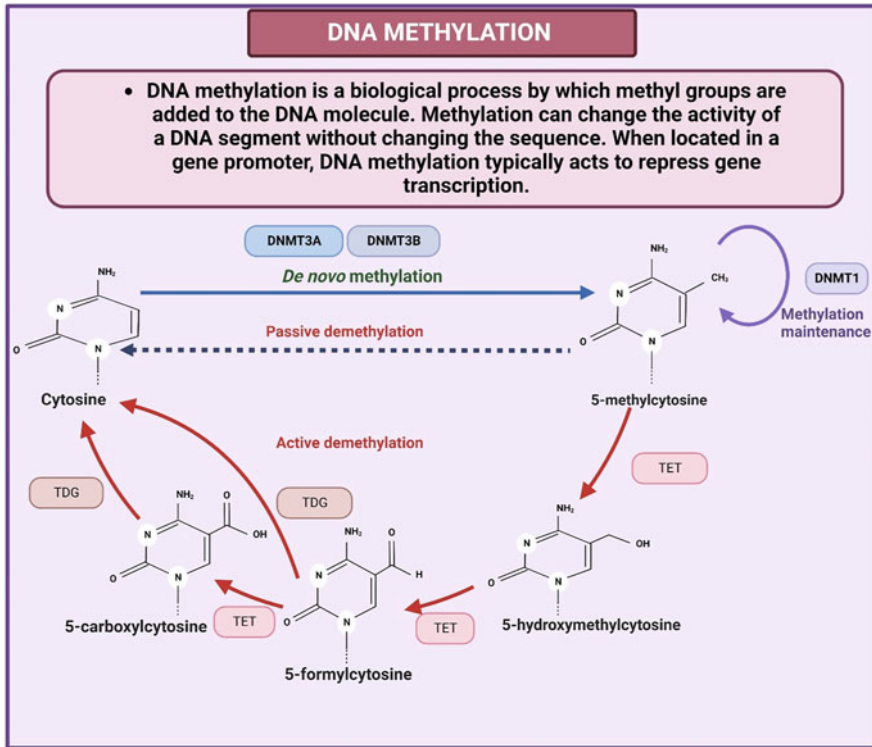 DNA METHYLATION
• DNA methylation is a biological process by which methyl groups are
added to the DNA molecule. Methylation can change the activity of
a DNA segment without changing the sequence. When located in a
gene promoter, DNA methylation typically acts to repress gene
transcription.
DNMT3A DNMT3B
De novo methylation
NH₂
N
O
N
Cytosine
Passive demethylation
NH₂
N
CH₃
O
N
5-methylcytosine
DNMT1
Methylation
maintenance
Active demethylation
TET
TDG
TDG
NH₂
O
OH
N
O
N
5-carboxylcytosine
TET
NH₂
O
H
N
O
N
5-formylcytosine
TET
NH₂
OH
N
O
N
5-hydroxymethylcytosine